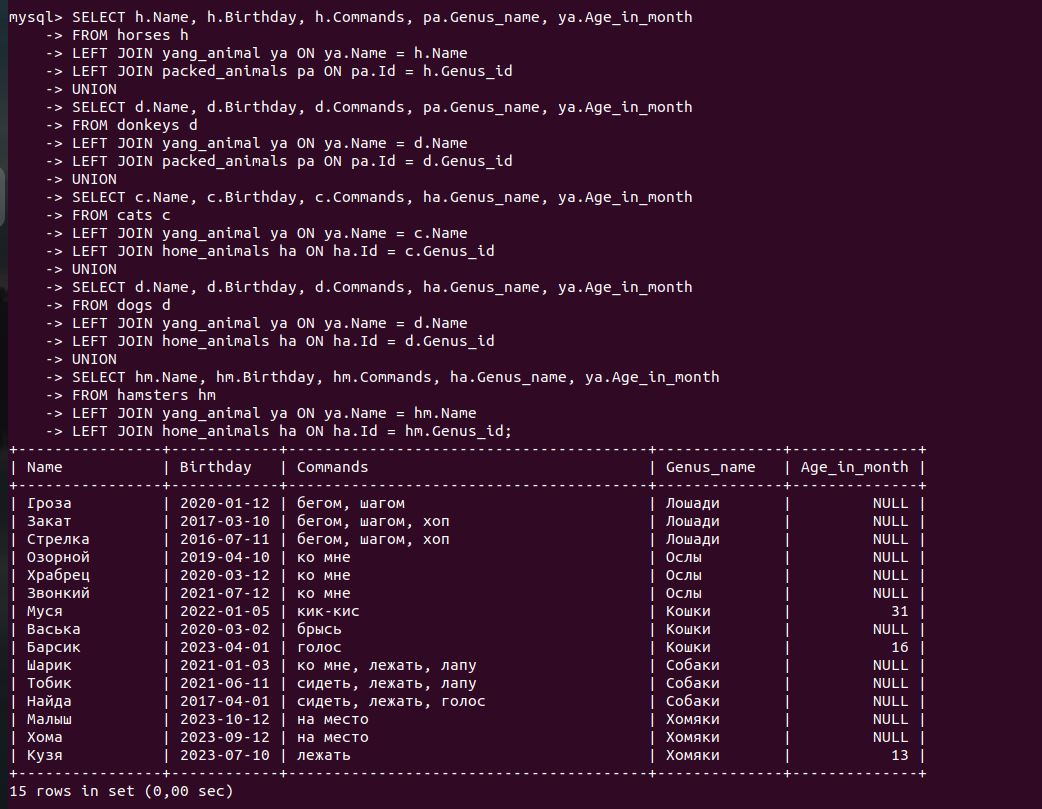 mysql> SELECT h.Name, h.Birthday, h.Commands, pa.Genus_name, ya.Age_in_month
    -> FROM horses h
    -> LEFT JOIN yang_animal ya ON ya.Name = h.Name
    -> LEFT JOIN packed_animals pa ON pa.Id = h.Genus_id
    -> UNION
    -> SELECT d.Name, d.Birthday, d.Commands, pa.Genus_name, ya.Age_in_month
    -> FROM donkeys d
    -> LEFT JOIN yang_animal ya ON ya.Name = d.Name
    -> LEFT JOIN packed_animals pa ON pa.Id = d.Genus_id
    -> UNION
    -> SELECT c.Name, c.Birthday, c.Commands, ha.Genus_name, ya.Age_in_month
    -> FROM cats c
    -> LEFT JOIN yang_animal ya ON ya.Name = c.Name
    -> LEFT JOIN home_animals ha ON ha.Id = c.Genus_id
    -> UNION
    -> SELECT d.Name, d.Birthday, d.Commands, ha.Genus_name, ya.Age_in_month
    -> FROM dogs d
    -> LEFT JOIN yang_animal ya ON ya.Name = d.Name
    -> LEFT JOIN home_animals ha ON ha.Id = d.Genus_id
    -> UNION
    -> SELECT hm.Name, hm.Birthday, hm.Commands, ha.Genus_name, ya.Age_in_month
    -> FROM hamsters hm
    -> LEFT JOIN yang_animal ya ON ya.Name = hm.Name
    -> LEFT JOIN home_animals ha ON ha.Id = hm.Genus_id;
+----------------+------------+----------------------------------------+--------------+--------------+
| Name           | Birthday   | Commands                               | Genus_name   | Age_in_month |
+----------------+------------+----------------------------------------+--------------+--------------+
| Гроза          | 2020-01-12 | бегом, шагом                           | Лошади       |         NULL |
| Закат          | 2017-03-10 | бегом, шагом, хоп                      | Лошади       |         NULL |
| Стрелка        | 2016-07-11 | бегом, шагом, хоп                      | Лошади       |         NULL |
| Озорной        | 2019-04-10 | ко мне                                 | Ослы         |         NULL |
| Храбрец        | 2020-03-12 | ко мне                                 | Ослы         |         NULL |
| Звонкий        | 2021-07-12 | ко мне                                 | Ослы         |         NULL |
| Муся           | 2022-01-05 | кик-кис                                | Кошки        |           31 |
| Васька         | 2020-03-02 | брысь                                  | Кошки        |         NULL |
| Барсик         | 2023-04-01 | голос                                  | Кошки        |           16 |
| Шарик          | 2021-01-03 | ко мне, лежать, лапу                   | Собаки       |         NULL |
| Тобик          | 2021-06-11 | сидеть, лежать, лапу                   | Собаки       |         NULL |
| Найда          | 2017-04-01 | сидеть, лежать, голос                  | Собаки       |         NULL |
| Малыш          | 2023-10-12 | на место                               | Хомяки       |         NULL |
| Хома           | 2023-09-12 | на место                               | Хомяки       |         NULL |
| Кузя           | 2023-07-10 | лежать                                 | Хомяки       |           13 |
+----------------+------------+----------------------------------------+--------------+--------------+
15 rows in set (0,00 sec)